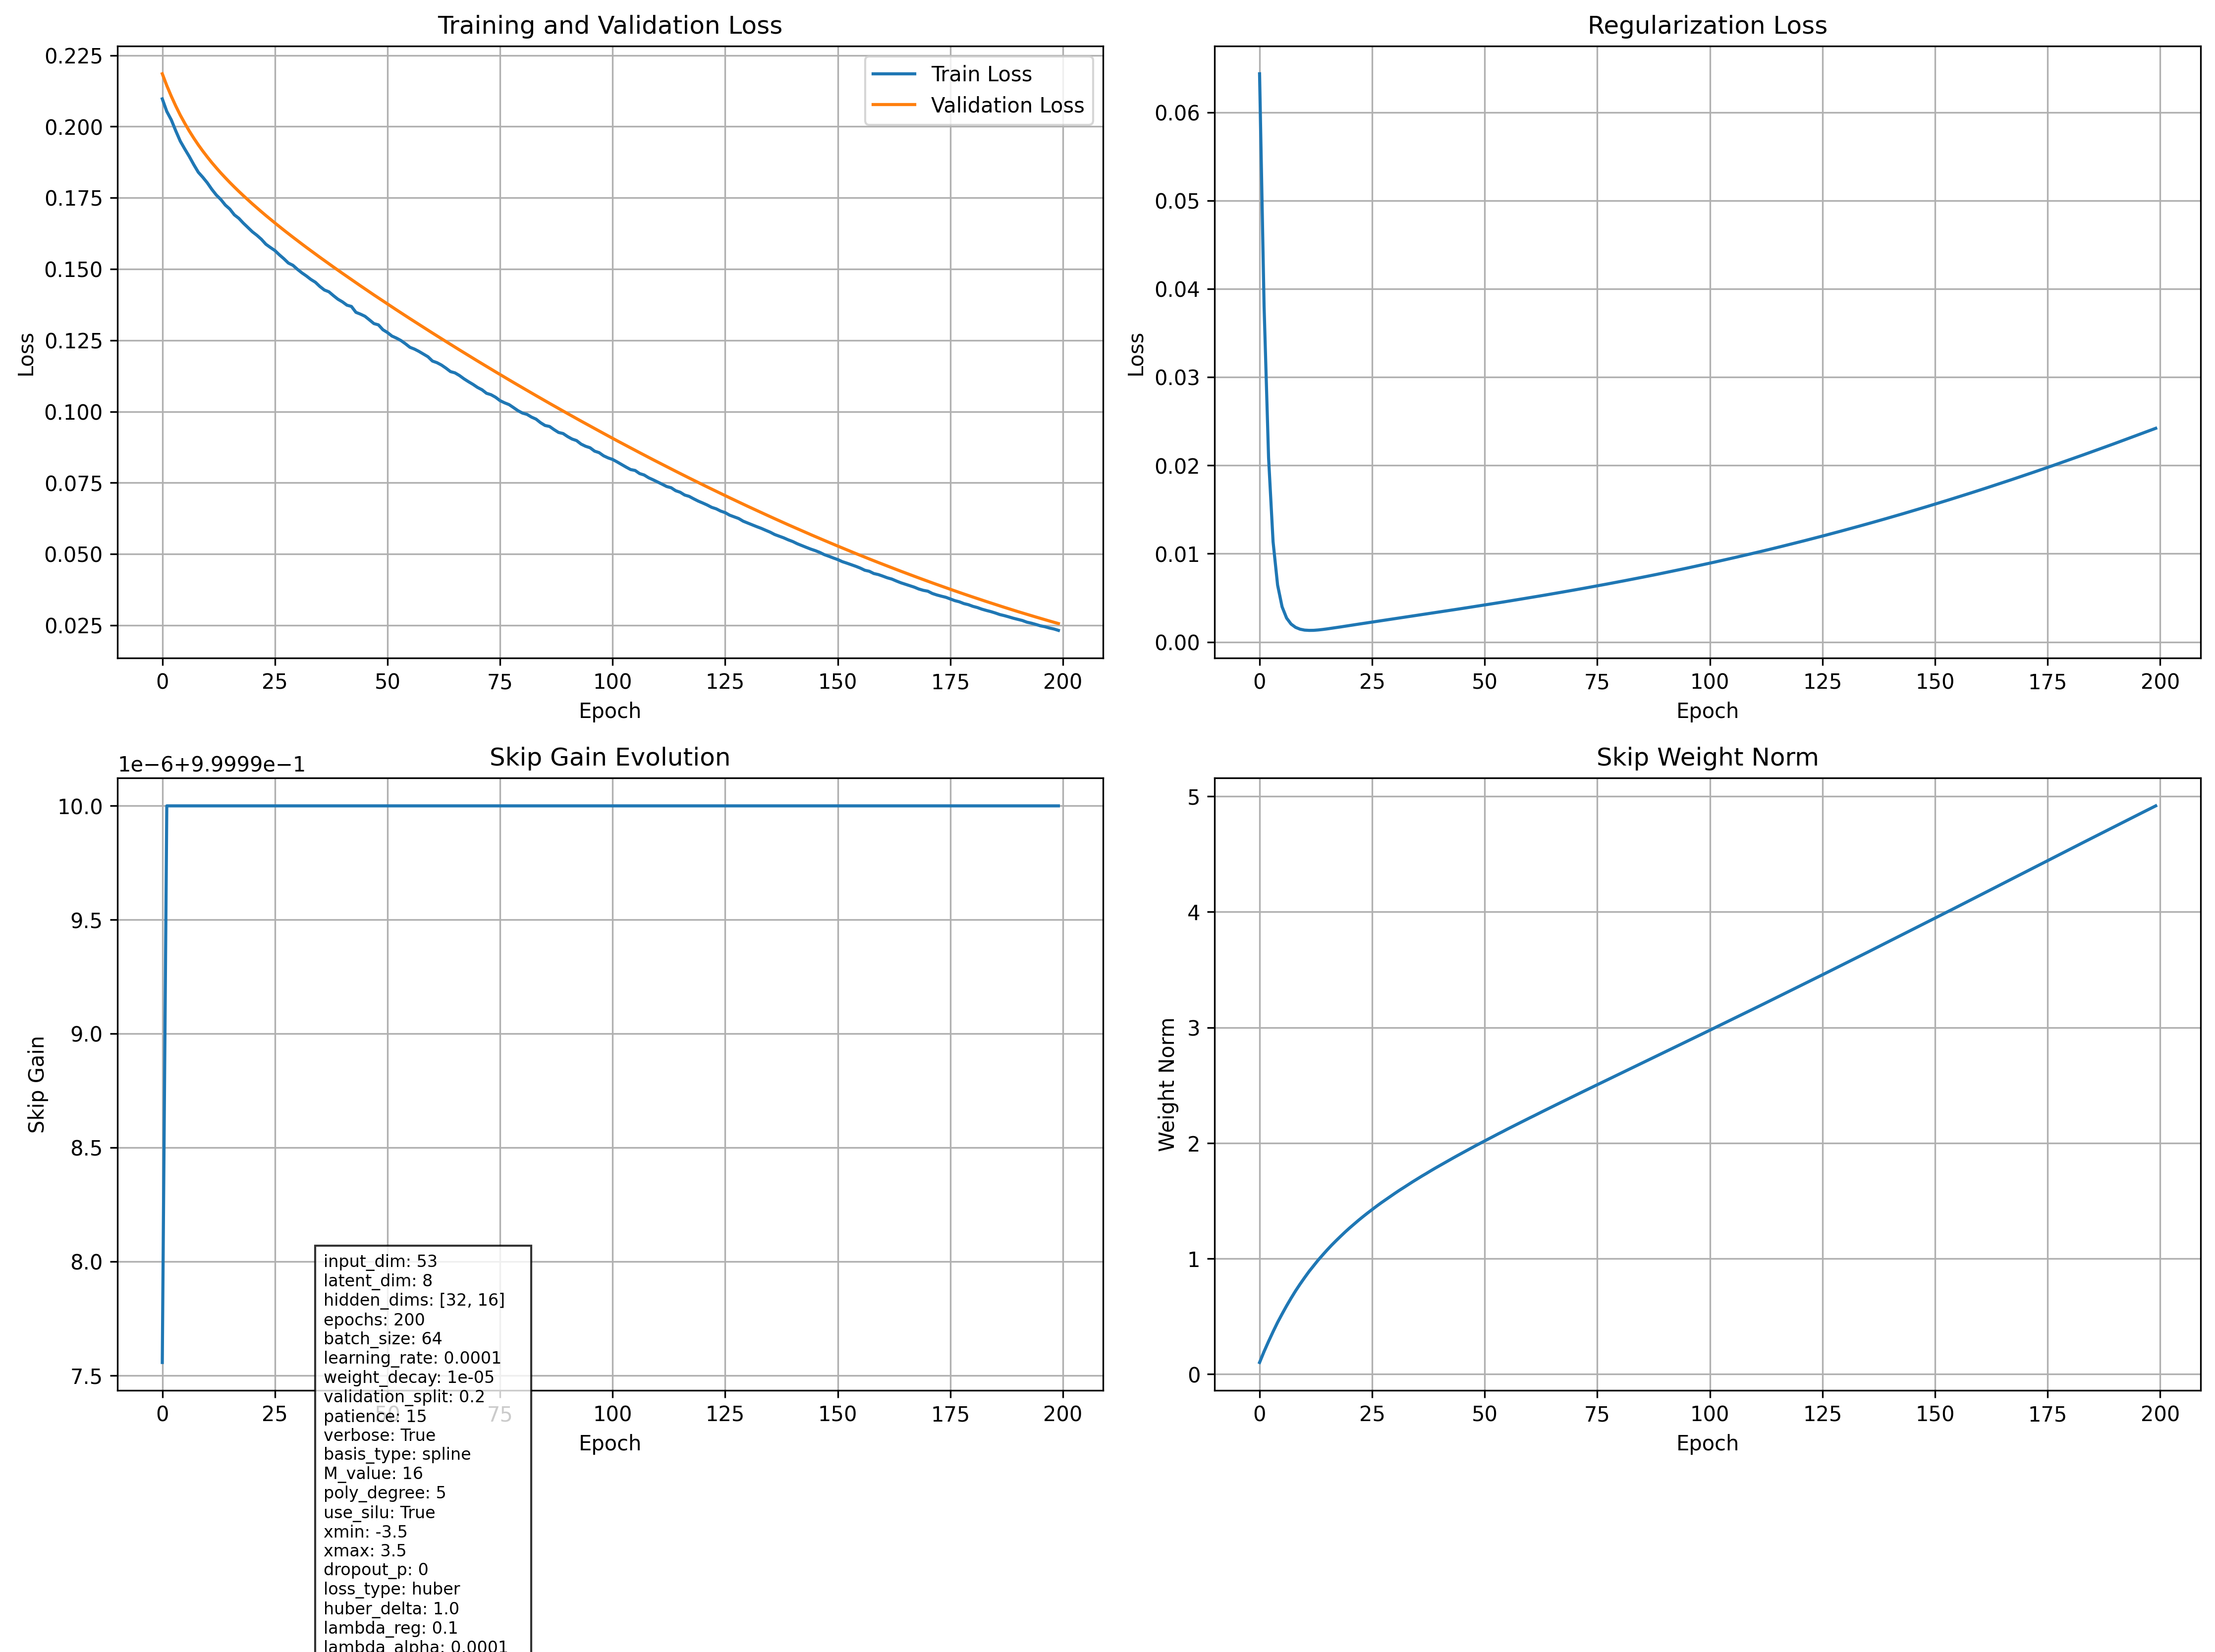 Training and Validation Loss
0.225
0.200
0.175
0.150
0.125
0.100
0.075
0.050
0.025
Loss
Train Loss
Validation Loss
0 25 50 75 100 125 150 175 200
Epoch
Regularization Loss
0.06
0.05
0.04
0.03
0.02
0.01
0.00
Loss
0 25 50 75 100 125 150 175 200
Epoch
Skip Gain Evolution
1e−6+9.9999e−1
10.0
9.5
9.0
8.5
8.0
7.5
Skip Gain
0 25 50 75 100 125 150 175 200
Epoch
input_dim: 53
latent_dim: 8
hidden_dims: [32, 16]
epochs: 200
batch_size: 64
learning_rate: 0.0001
weight_decay: 1e-05
validation_split: 0.2
patience: 15
verbose: True
basis_type: spline
M_value: 16
poly_degree: 5
use_silu: True
xmin: -3.5
xmax: 3.5
dropout_p: 0
loss_type: huber
huber_delta: 1.0
lambda_reg: 0.1
lambda_alpha: 0.0001
Skip Weight Norm
5
4
3
2
1
0
Weight Norm
0 25 50 75 100 125 150 175 200
Epoch